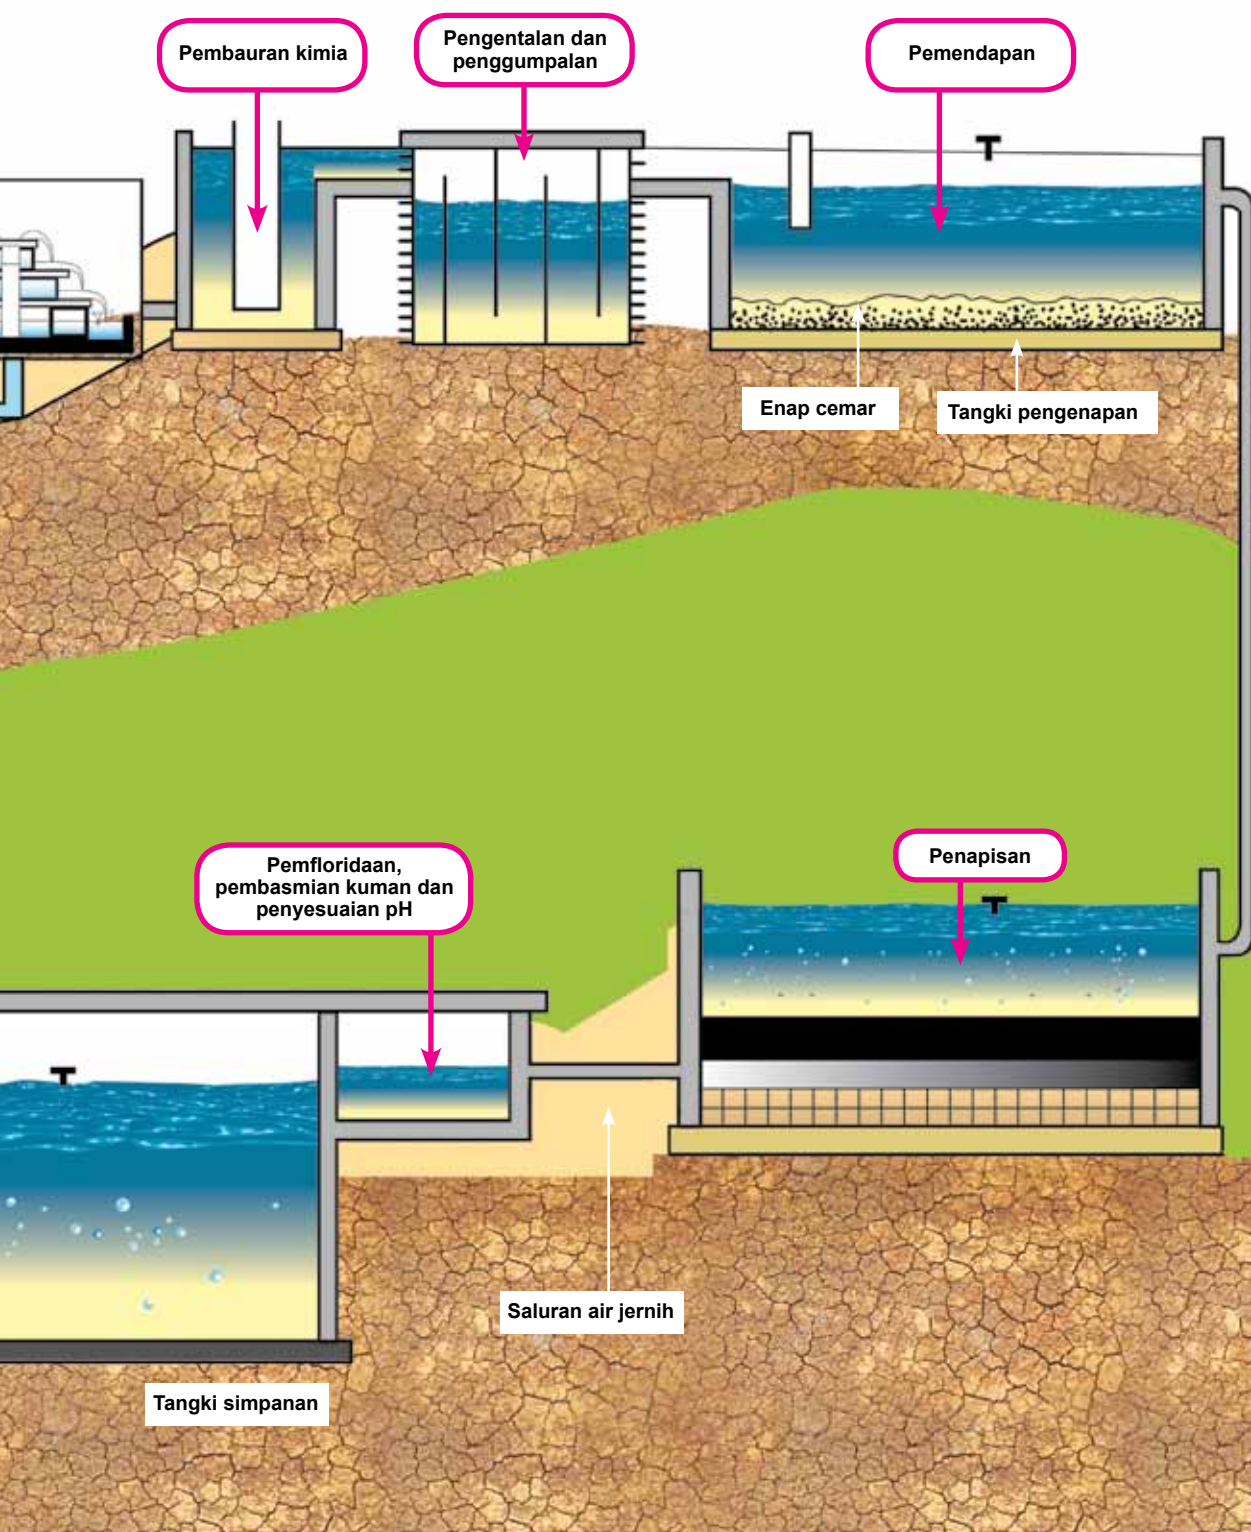 Pembauran kimia
Pengentalan dan
penggumpalan
Pemendapan
Enap cemar
Tangki pengenapan
Pemfloridaan,
pembasmian kuman dan
penyesuaian pH
Penapisan
Saluran air jernih
Tangki simpanan